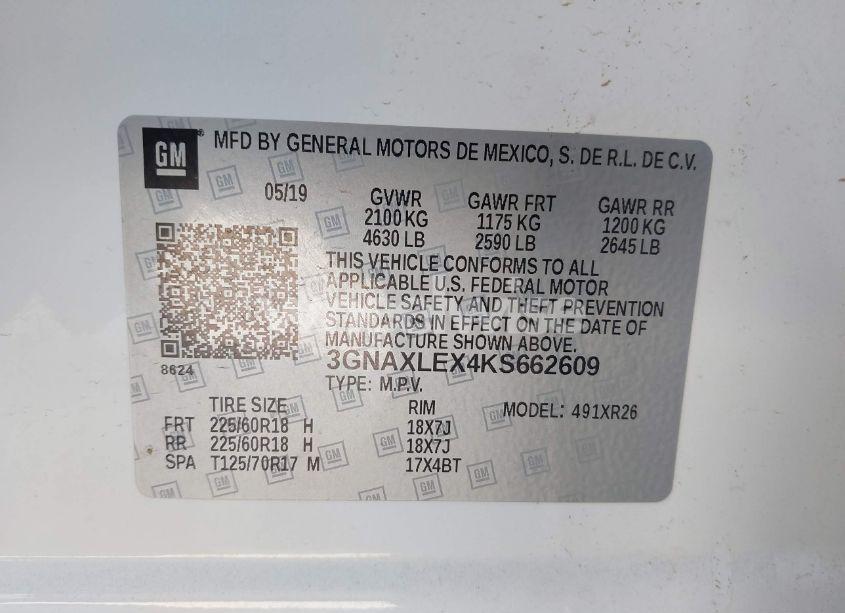 GM® MFD BY GENERAL MOTORS DE MEXICO, S. DE R.L. DE C.V.
05/19 GVWR GAWR FRT GAWR RR
2100 KG 1175 KG 1200 KG
4630 LB 2590 LB 2645 LB
THIS VEHICLE CONFORMS TO ALL
APPLICABLE U.S. FEDERAL MOTOR
VEHICLE SAFETY AND THEFT PREVENTION
STANDARDS IN EFFECT ON THE DATE OF
MANUFACTURE SHOWN ABOVE.
8624
3GNAXLEX4KS662609
TYPE: M.P.V.
TIRE SIZE RIM MODEL: 491XR26
FRT 225/60R18 H 18X7J
RR 225/60R18 H 18X7J
SPA T125/70R17 M 17X4BT